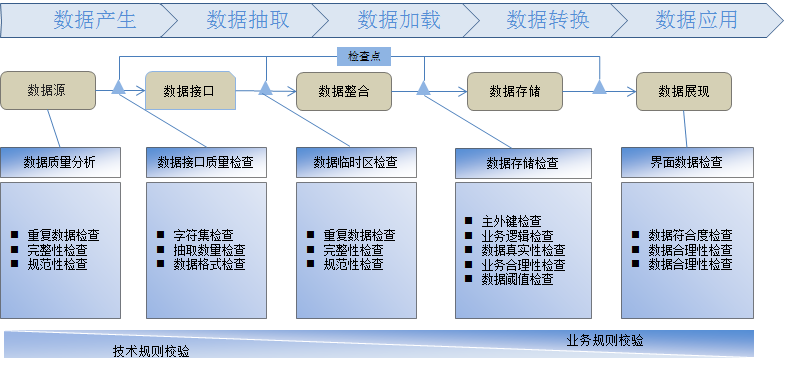 数据产生
数据抽取
数据加载
数据转换
数据应用
检查点
数据源
数据接口
数据整合
数据存储
数据展现
数据质量分析
数据接口质量检查
数据临时区检查
数据存储检查
界面数据检查
重复数据检查
完整性检查
规范性检查
字符集检查
抽取数量检查
数据格式检查
重复数据检查
完整性检查
规范性检查
主外键检查
业务逻辑检查
数据真实性检查
业务合理性检查
数据阈值检查
数据符合度检查
数据合理性检查
数据合理性检查
业务规则校验
技术规则校验